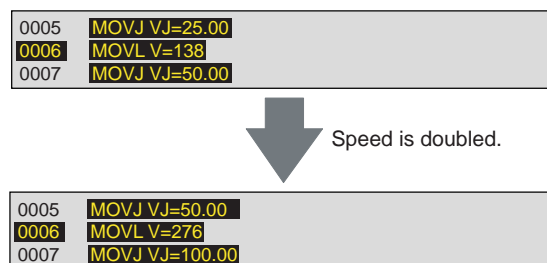 0005 MOVJ VJ=25.00
0006 MOVL V=138
0007 MOVJ VJ=50.00
Speed is doubled.
0005 MOVJ VJ=50.00
0006 MOVL V=276
0007 MOVJ VJ=100.00